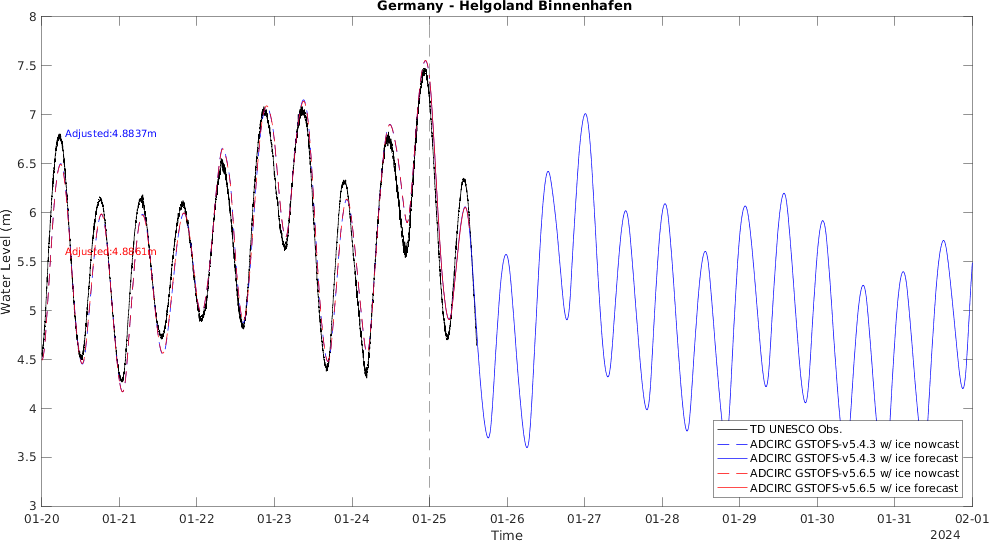 Germany - Helgoland Binnenhafen
8
7.5
7
6.5
6
5.5
5
4.5
4
3.5
3
Water Level (m)
Adjusted:4.8837m
Adjusted:4.8861m
TD UNESCO Obs.
ADCIRC GSTOFS-v5.4.3 w/ ice nowcast
ADCIRC GSTOFS-v5.4.3 w/ ice forecast
ADCIRC GSTOFS-v5.6.5 w/ ice nowcast
ADCIRC GSTOFS-v5.6.5 w/ ice forecast
01-20 01-21 01-22 01-23 01-24 01-25 01-26 01-27 01-28 01-29 01-30 01-31 02-01
Time
2024